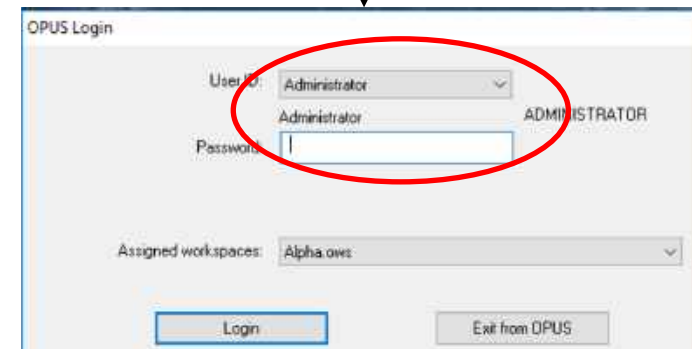 OPUS Login
User ID: Administrator
Administrator ADMINISTRATOR
Password:
Assigned workspaces: Alpha.ows
Login Exit from OPUS